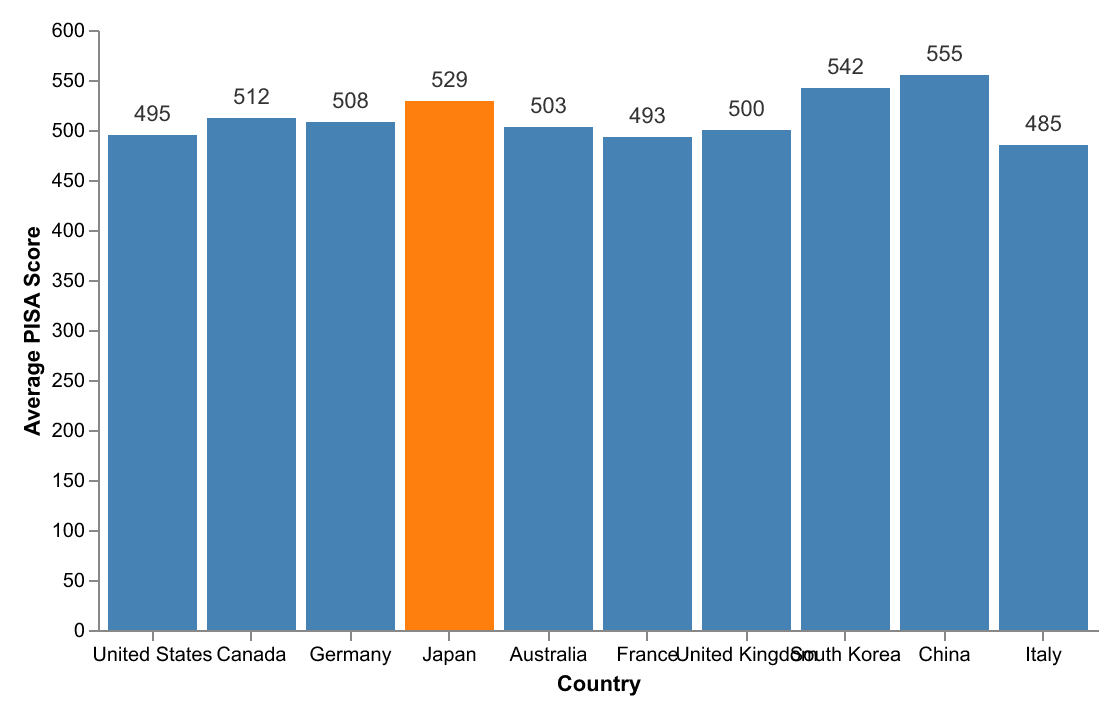 600
550
500
450
400
350
300
250
200
150
100
50
0
Average PISA Score
495
512
508
529
503
493
500
542
555
485
United States
Canada
Germany
Japan
Australia
France
United Kingdom
South Korea
China
Italy
Country